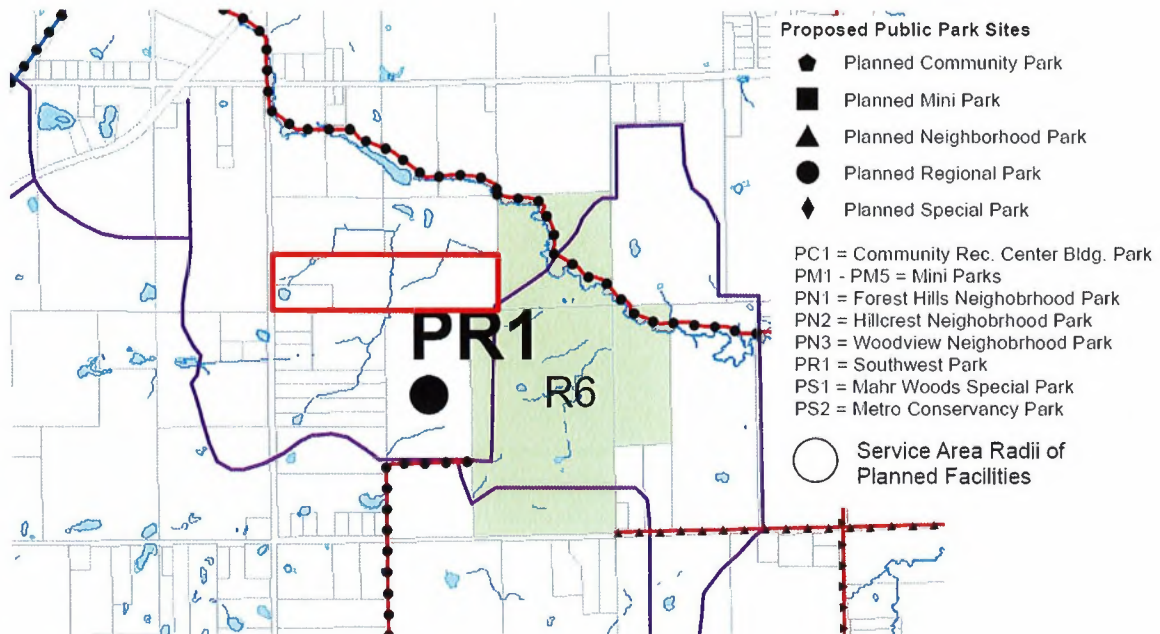 Proposed Public Park Sites
Planned Community Park
Planned Mini Park
Planned Neighborhood Park
Planned Regional Park
Planned Special Park
PC1 = Community Rec. Center Bldg. Park
PM1 - PM5 = Mini Parks
PN1 = Forest Hills Neighobrhood Park
PN2 = Hillcrest Neighobrhood Park
PN3 = Woodview Neighobrhood Park
PR1 = Southwest Park
PS1 = Mahr Woods Special Park
PS2 = Metro Conservancy Park
Service Area Radii of
Planned Facilities
PR1
R6